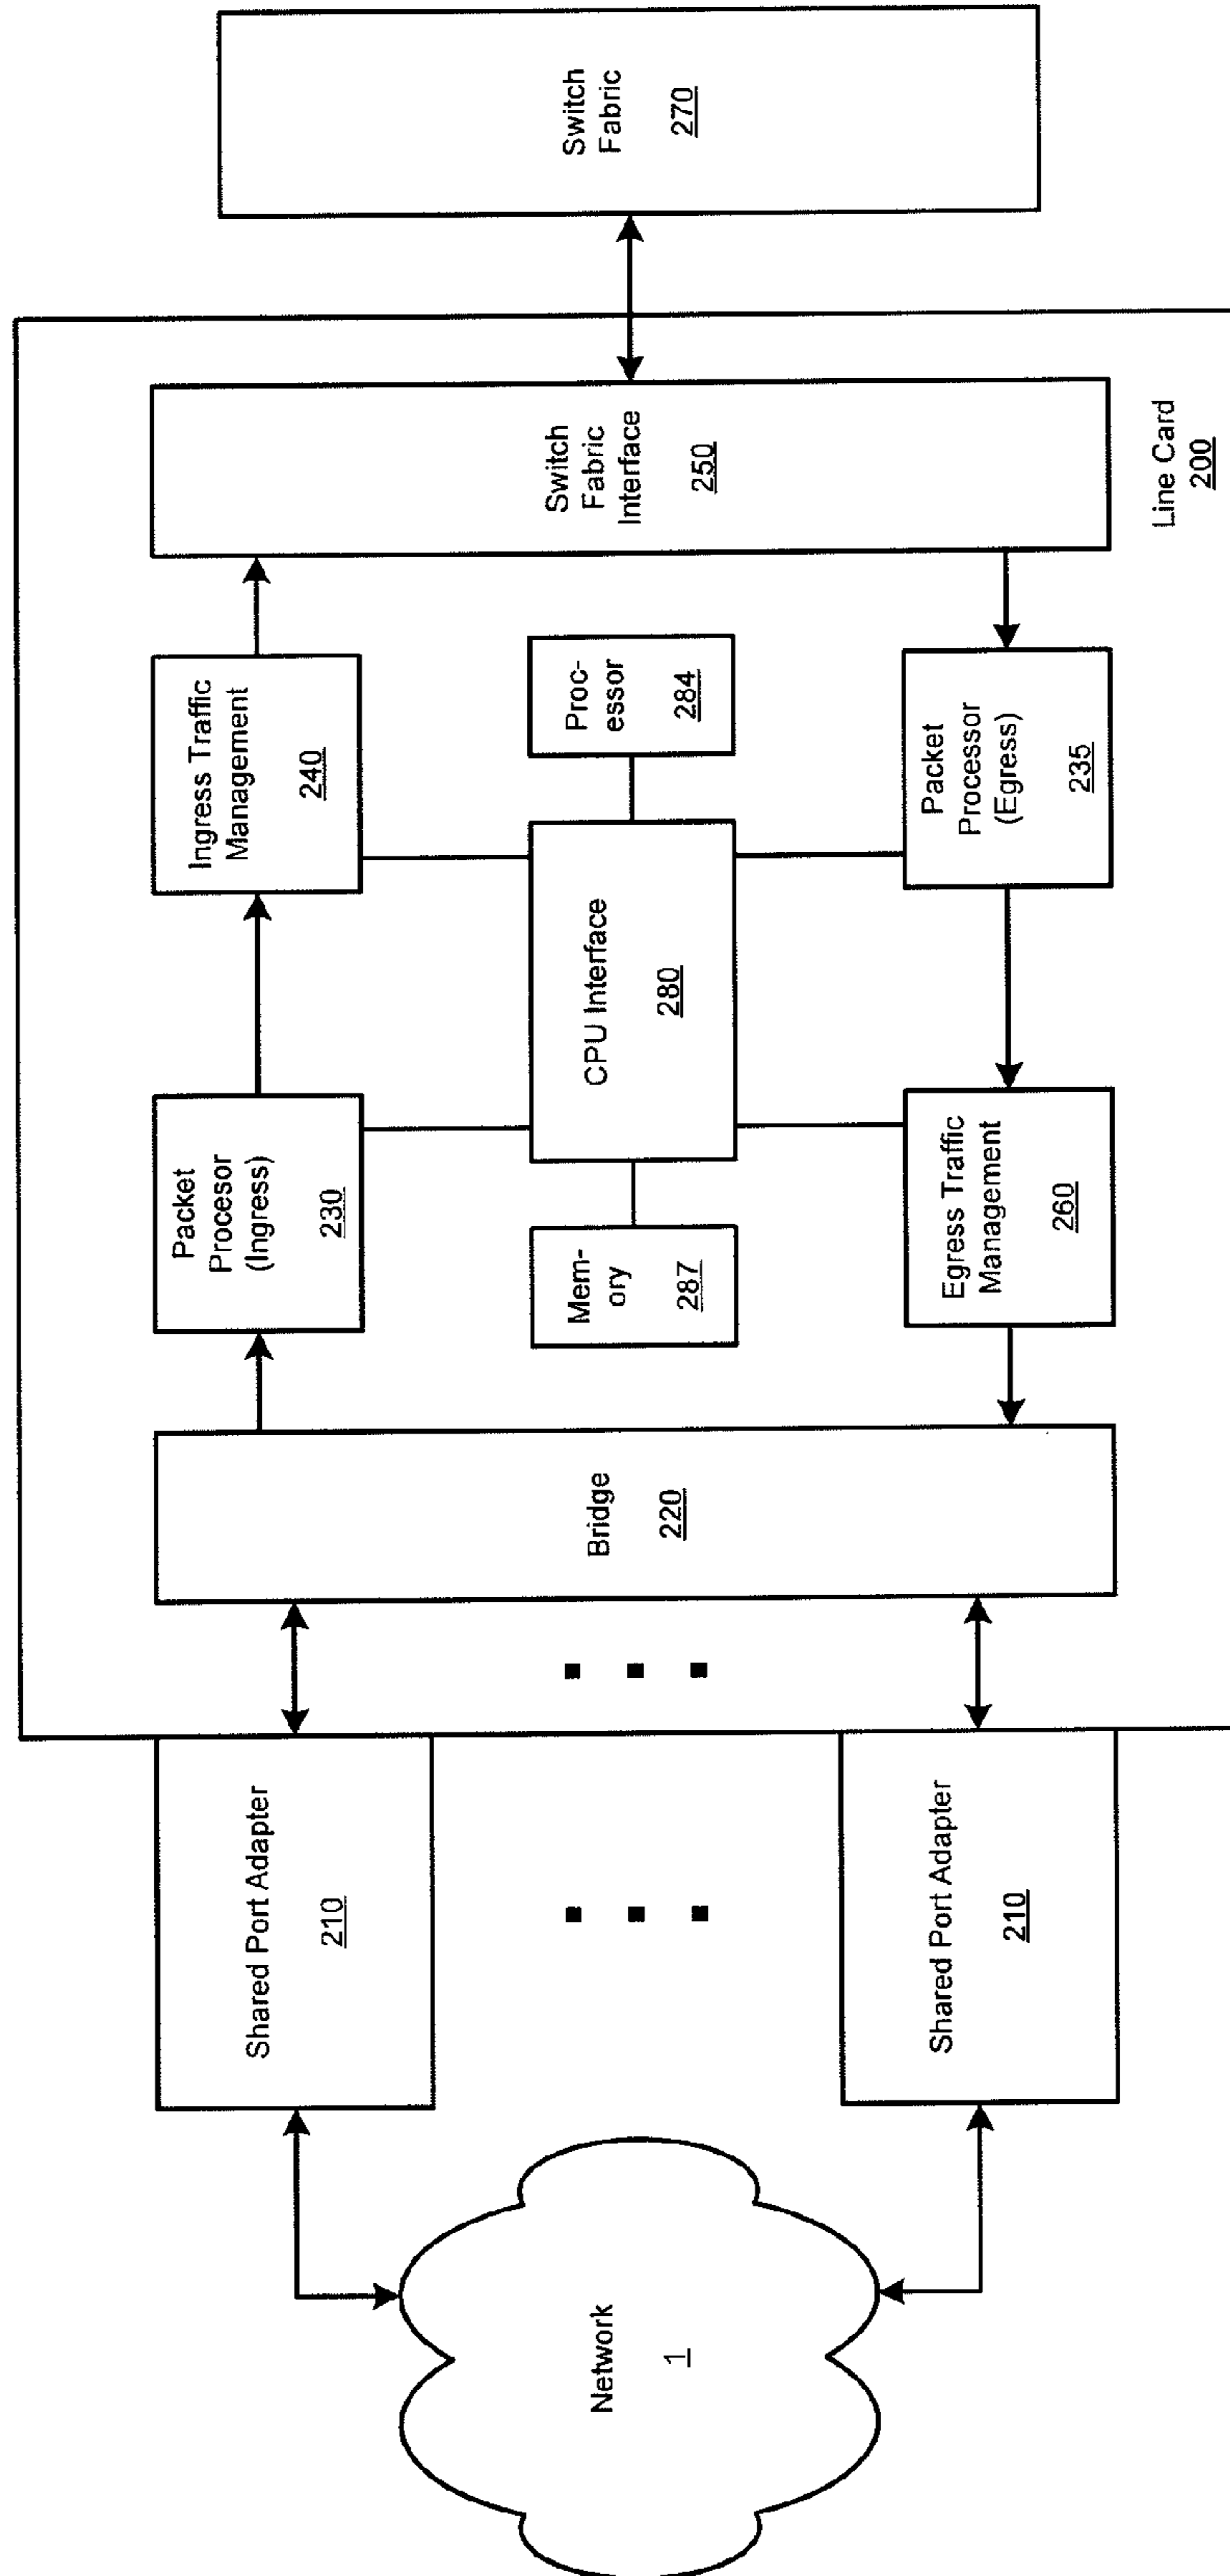 Network
1
Shared Port Adapter
210
Shared Port Adapter
210
Bridge
220
Packet
Procesor
(Ingress)
230
Ingress Traffic
Management
240
Mem-
ory
287
CPU Interface
280
Proc-
essor
284
Egress Traffic
Management
260
Packet
Processor
(Egress)
235
Switch
Fabric
Interface
250
Line Card
200
Switch
Fabric
270